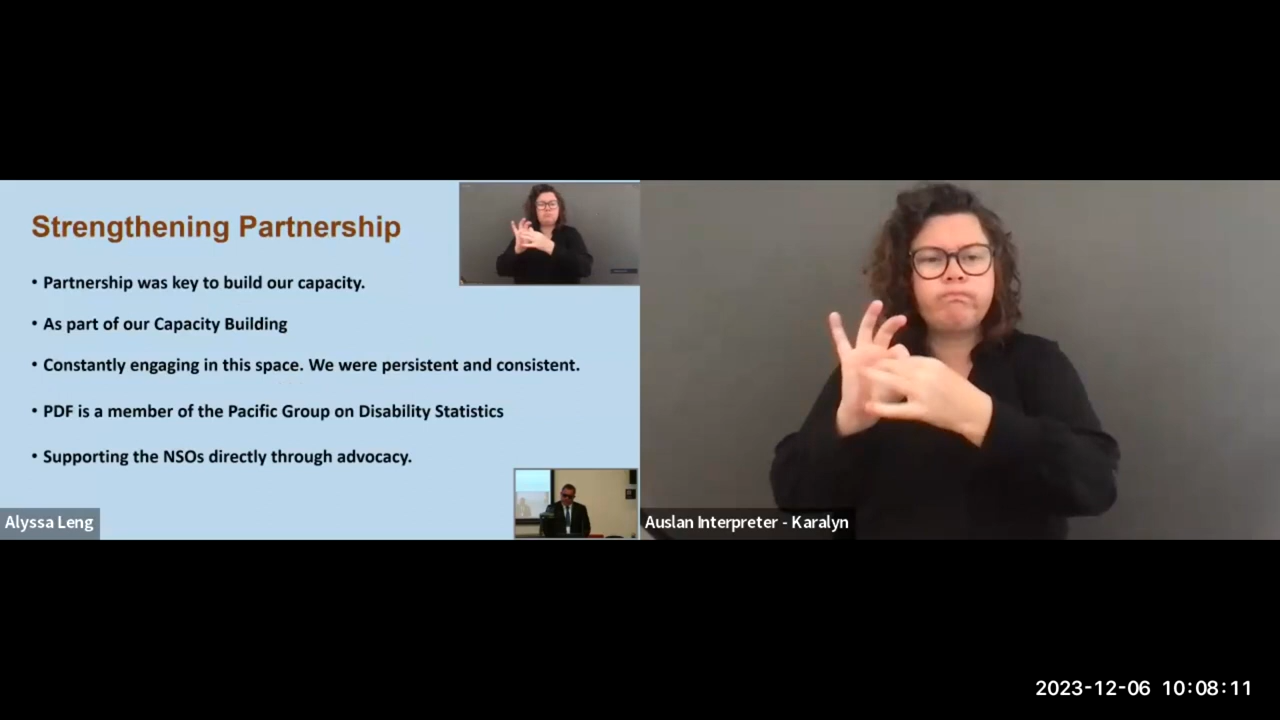 Strengthening Partnership
• Partnership was key to build our capacity.
• As part of our Capacity Building
• Constantly engaging in this space. We were persistent and consistent.
• PDF is a member of the Pacific Group on Disability Statistics
• Supporting the NSOs directly through advocacy.
Alyssa Leng
Auslan Interpreter - Karalyn
2023-12-06 10:08:11